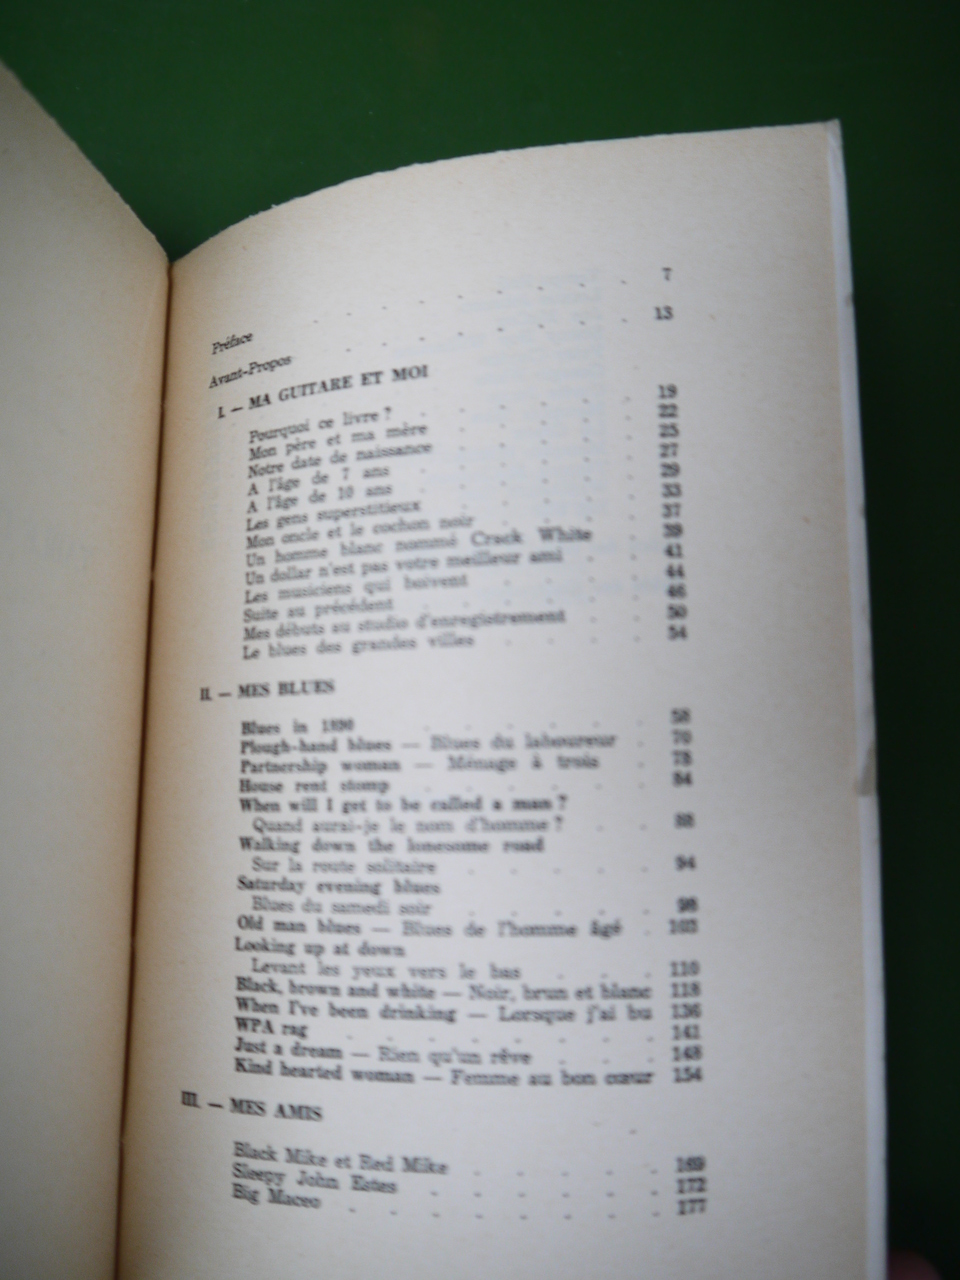 Préface . . . . . . . . . 7
Avant-Propos . . . . . . . . 13
I. — MA GUITARE ET MOI
Pourquoi ce livre ? . . . . . . 19
Mon père et ma mère . . . . . 22
Notre date de naissance . . . . . 25
A l'âge de 7 ans . . . . . . 27
A l'âge de 10 ans . . . . . . 29
Les gens superstitieux . . . . . 33
Mon oncle et le cochon noir . . . . 37
Un homme blanc nommé Crack White . 39
Un dollar n'est pas votre meilleur ami . . 41
Les musiciens qui boivent . . . . 44
Suite au précédent . . . . . . 46
Mes débuts au studio d'enregistrement . . 50
Le blues des grandes villes . . . . 54
II. — MES BLUES
Blues in 1890 . . . . . . 58
Plough-hand blues — Blues du laboureur . 70
Partnership woman — Ménage à trois . 78
House rent stomp . . . . . . 84
When will I get to be called a man ?
Quand aurai-je le nom d'homme ? . . 88
Walking down the lonesome road
Sur la route solitaire . . . . . 94
Saturday evening blues
Blues du samedi soir . . . . . 98
Old man blues — Blues de l'homme âgé . 103
Looking up at down
Levant les yeux vers le bas . . . 110
Black, brown and white — Noir, brun et blanc 118
When I've been drinking — Lorsque j'ai bu 136
WPA rag . . . . . . . . 141
Just a dream — Rien qu'un rêve . . . 148
Kind hearted woman — Femme au bon cœur 154
III. — MES AMIS
Black Mike et Red Mike . . . . . 169
Sleepy John Estes . . . . . . 172
Big Maceo . . . . . . . . 177